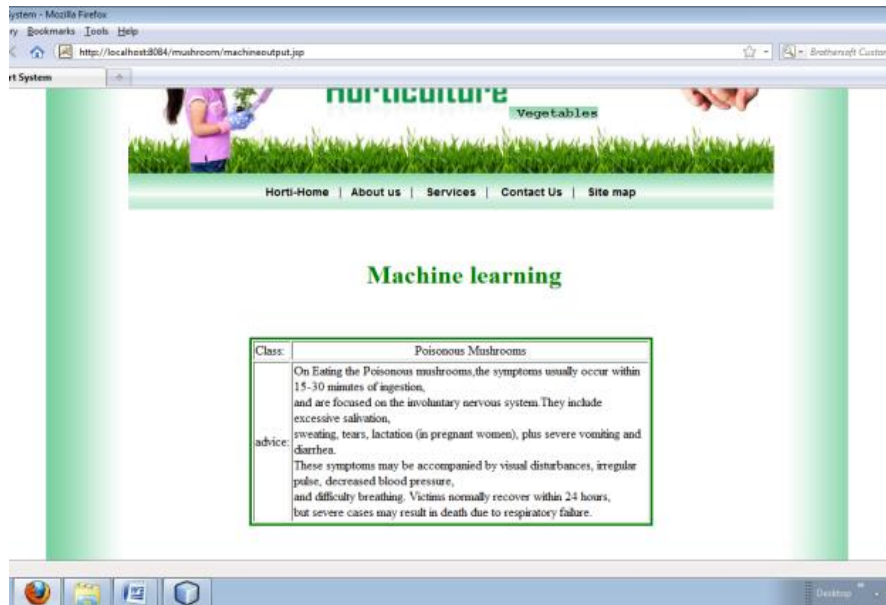 ystem - Mozilla Firefox
ry Bookmarks Tools Help
http://localhost:8084/mushroom/machineoutput.jsp
Brothersoft Custor
rt System
Horticulture
Vegetables
Horti-Home | About us | Services | Contact Us | Site map
Machine learning
Class: Poisonous Mushrooms
advice:
On Eating the Poisonous mushrooms,the symptoms usually occur within
15-30 minutes of ingestion,
and are focused on the involuntary nervous system.They include
excessive salivation,
sweating, tears, lactation (in pregnant women), plus severe vomiting and
diarrhea.
These symptoms may be accompanied by visual disturbances, irregular
pulse, decreased blood pressure,
and difficulty breathing. Victims normally recover within 24 hours,
but severe cases may result in death due to respiratory failure.
Desktop